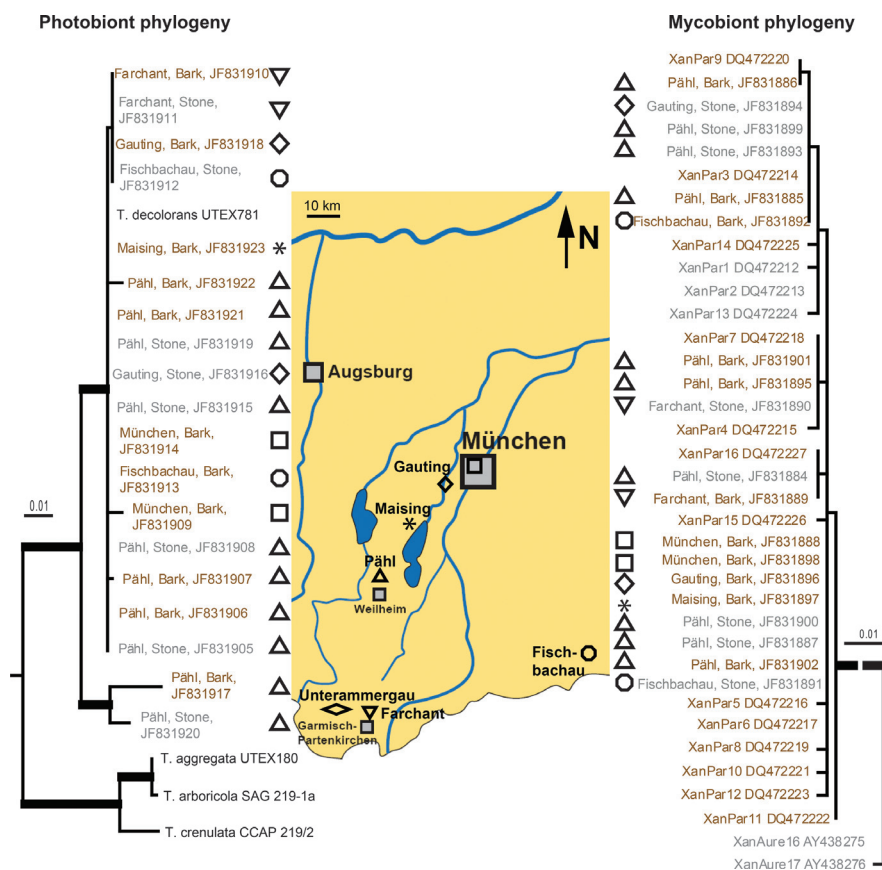 Photobiont phylogeny
Farchant, Bark, JF831910
Farchant, Stone,
JF831911
Gauting, Bark, JF831918
Fischbachau, Stone,
JF831912
T. decolorans UTEX781
Maising, Bark, JF831923
Pähl, Bark, JF831922
Pähl, Bark, JF831921
Pähl, Stone, JF831919
Gauting, Stone, JF831916
Pähl, Stone, JF831915
München, Bark,
JF831914
Fischbachau, Bark,
JF831913
München, Bark,
JF831909
Pähl, Stone, JF831908
Pähl, Bark, JF831907
Pähl, Bark, JF831906
Pähl, Stone, JF831905
Pähl, Bark,
JF831917
Pähl, Stone,
JF831920
T. aggregata UTEX180
T. arboricola SAG 219-1a
T. crenulata CCAP 219/2
0.01
10 km
N
Augsburg
München
Gauting
Maising
*
Pähl
Weilheim
Fisch-
bachau
Unterammergau
Farchant
Garmisch-
Partenkirchen
Mycobiont phylogeny
XanPar9 DQ472220
Pähl, Bark, JF831886
Gauting, Stone, JF831894
Pähl, Stone, JF831899
Pähl, Stone, JF831893
XanPar3 DQ472214
Pähl, Bark, JF831885
Fischbachau, Bark, JF831892
XanPar14 DQ472225
XanPar1 DQ472212
XanPar2 DQ472213
XanPar13 DQ472224
XanPar7 DQ472218
Pähl, Bark, JF831901
Pähl, Bark, JF831895
Farchant, Stone, JF831890
XanPar4 DQ472215
XanPar16 DQ472227
Pähl, Stone, JF831884
Farchant, Bark, JF831889
XanPar15 DQ472226
München, Bark, JF831888
München, Bark, JF831898
Gauting, Bark, JF831896
Maising, Bark, JF831897
Pähl, Stone, JF831900
Pähl, Stone, JF831887
Pähl, Bark, JF831902
Fischbachau, Stone, JF831891
XanPar5 DQ472216
XanPar6 DQ472217
XanPar8 DQ472219
XanPar10 DQ472221
XanPar12 DQ472223
XanPar11 DQ472222
XanAure16 AY438275
XanAure17 AY438276
0.01